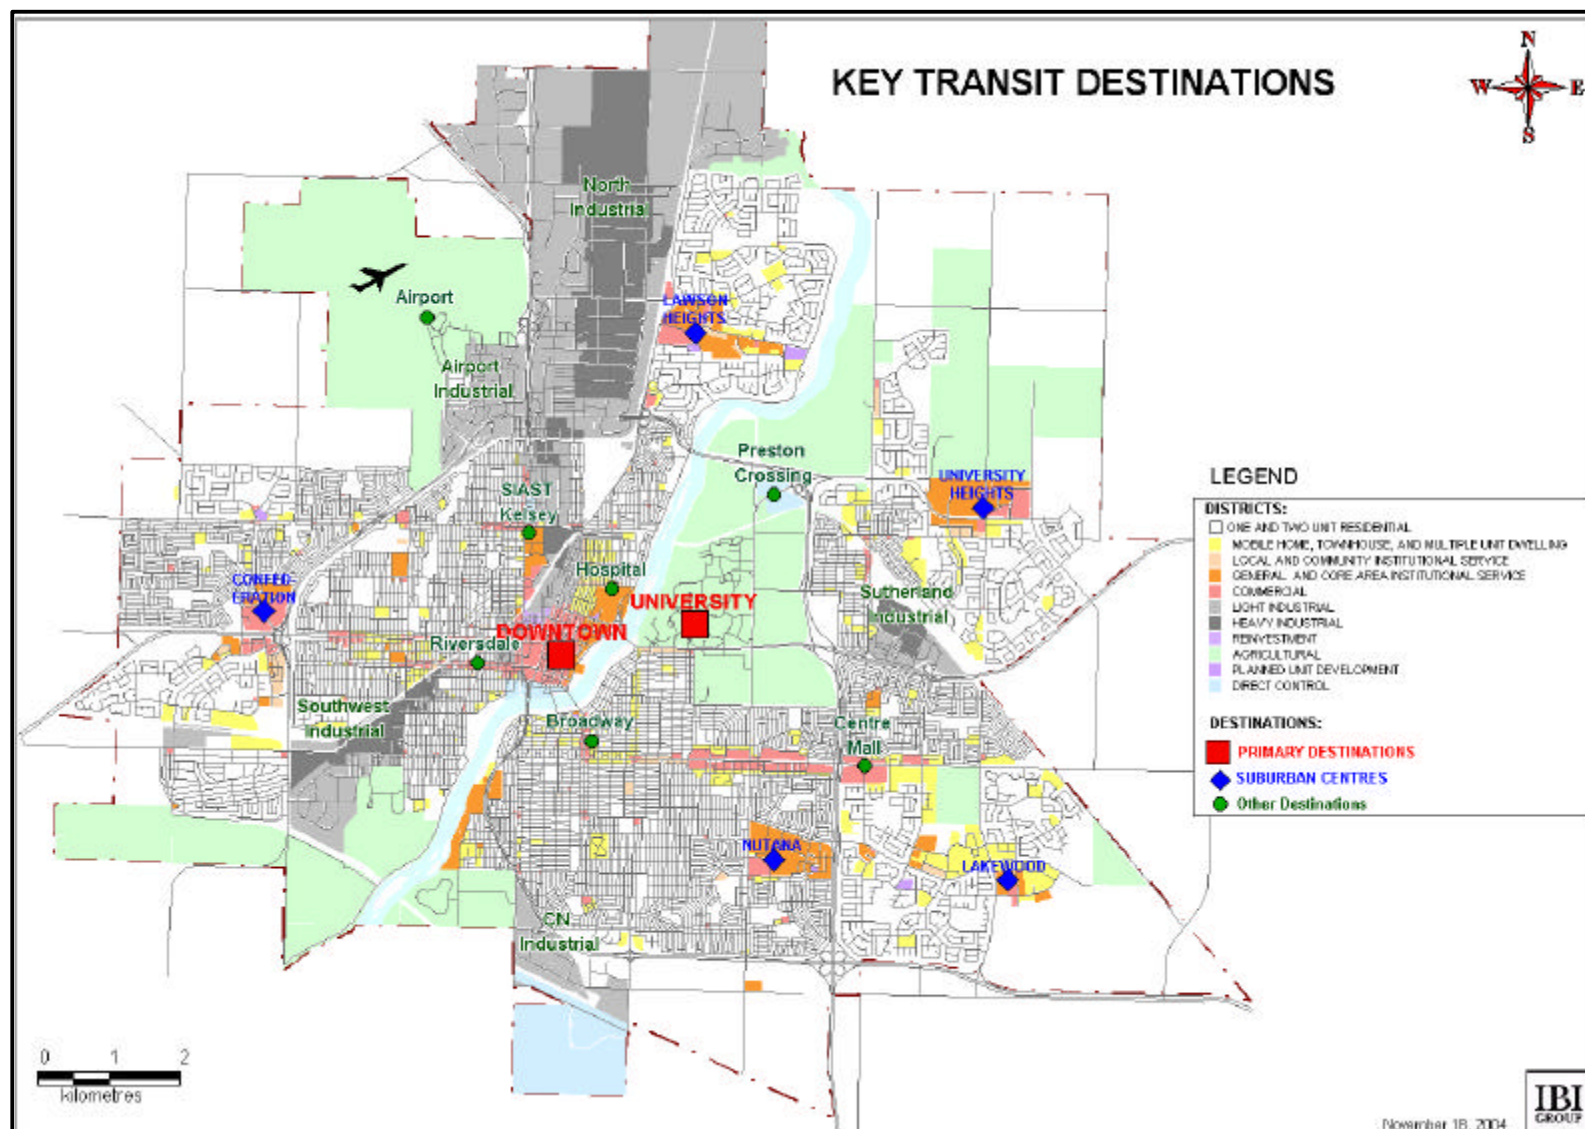 KEY TRANSIT DESTINATIONS
N
W E
S
North
Industrial
Airport
LAWSON
HEIGHTS
Airport
Industrial
Preston
Crossing
UNIVERSITY
HEIGHTS
SIAST
Kelsey
Hospital
CONFED-
ERATION
UNIVERSITY
Sutherland
Industrial
DOWNTOWN
Riversdale
Southwest
Industrial
Broadway
Centre
Mall
NUTANA
LAKEWOOD
CN
Industrial
LEGEND
DISTRICTS:
ONE AND TWO UNIT RESIDENTIAL
MOBILE HOME, TOWNHOUSE, AND MULTIPLE UNIT DWELLING
LOCAL AND COMMUNITY INSTITUTIONAL SERVICE
GENERAL AND CORE AREA INSTITUTIONAL SERVICE
COMMERCIAL
LIGHT INDUSTRIAL
HEAVY INDUSTRIAL
REINVESTMENT
AGRICULTURAL
PLANNED UNIT DEVELOPMENT
DIRECT CONTROL
DESTINATIONS:
PRIMARY DESTINATIONS
SUBURBAN CENTRES
Other Destinations
0 1 2
kilometres
November 18, 2004
IBI
GROUP